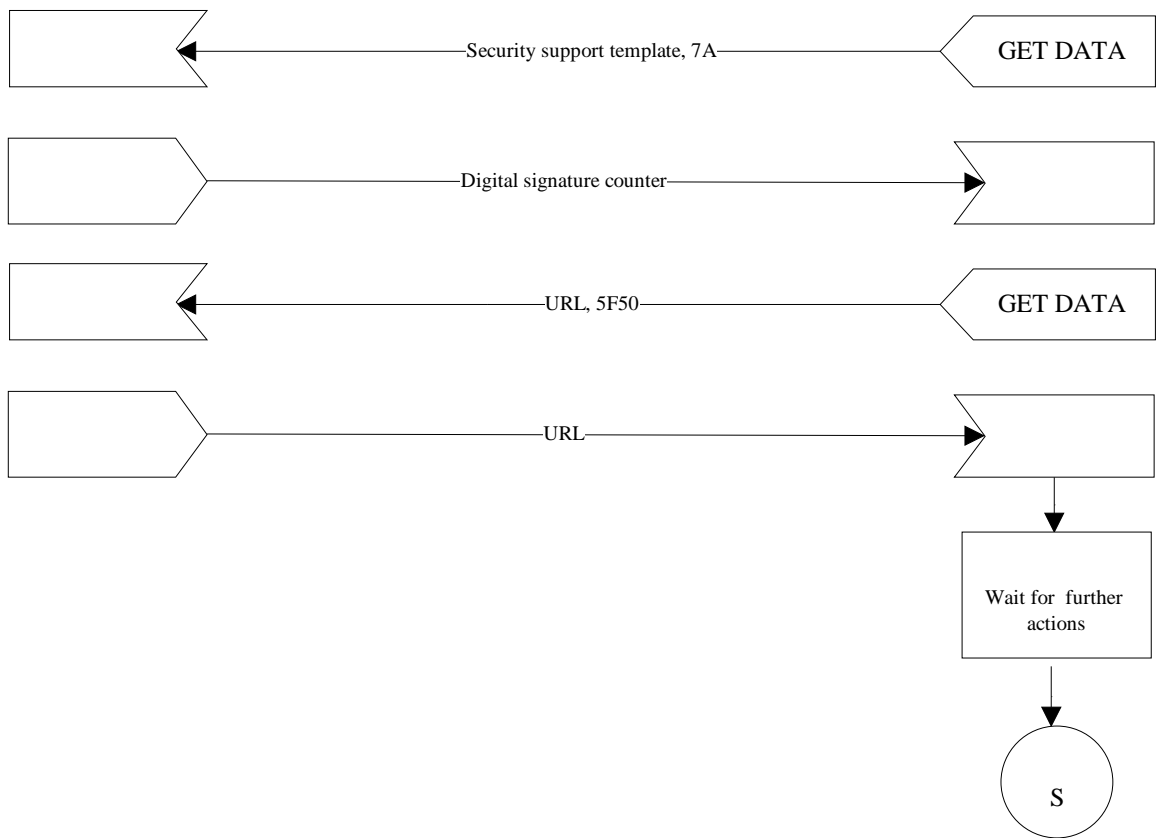 Security support template, 7A
GET DATA
Digital signature counter
URL, 5F50
GET DATA
URL
Wait for further
actions
S